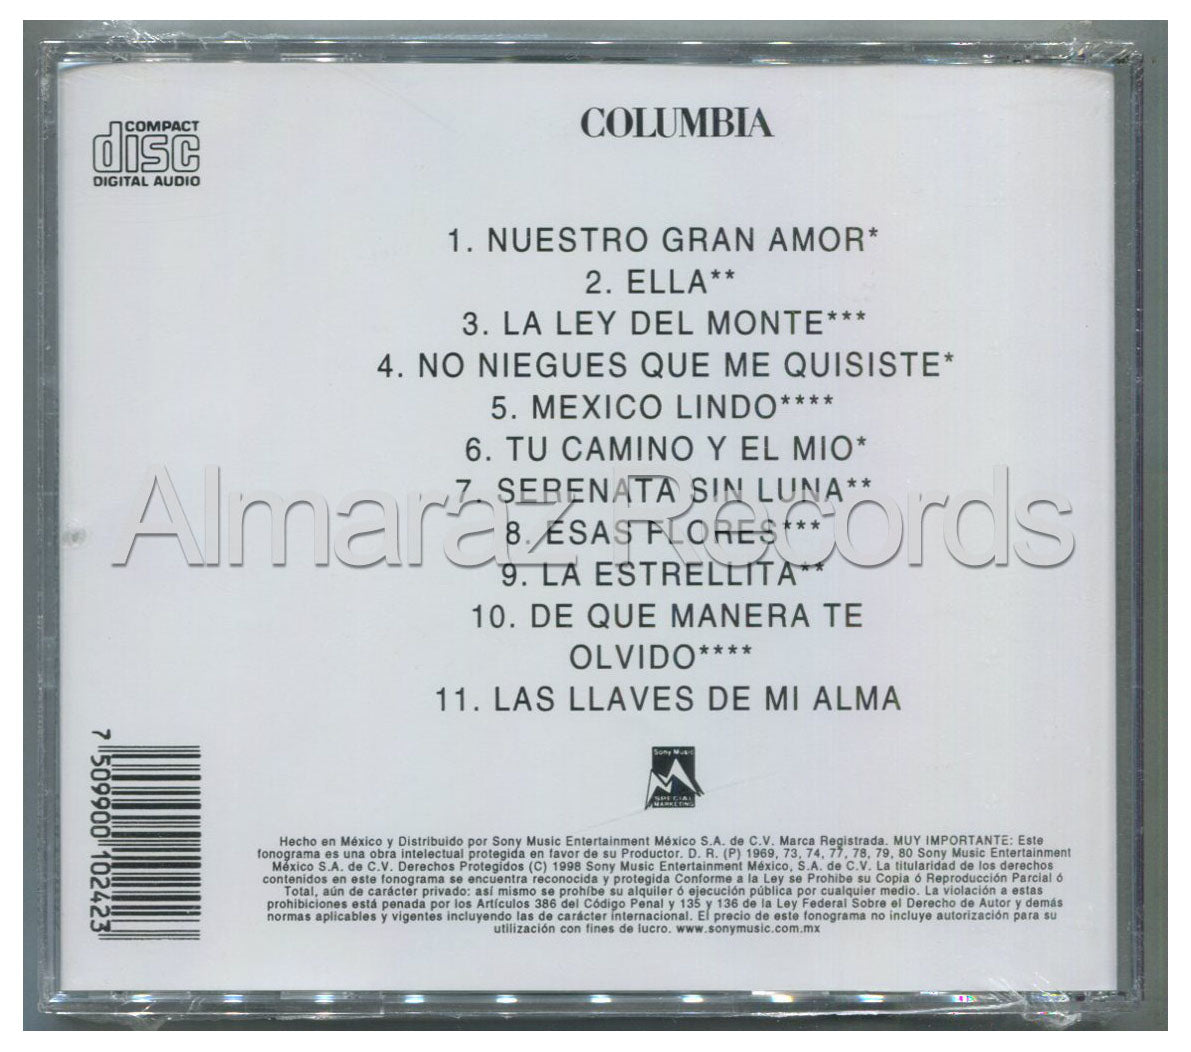 COMPACT
disc
DIGITAL AUDIO
COLUMBIA
1. NUESTRO GRAN AMOR*
2. ELLA**
3. LA LEY DEL MONTE***
4. NO NIEGUES QUE ME QUISISTE*
5. MEXICO LINDO****
6. TU CAMINO Y EL MIO*
7. SERENATA SIN LUNA**
Almaraz Records
8. ESAS FLORES***
9. LA ESTRELLITA**
10. DE QUE MANERA TE
OLVIDO****
11. LAS LLAVES DE MI ALMA
Sony Music
SPECIAL
MARKETING
7 509900 102423
Hecho en México y Distribuido por Sony Music Entertainment México S.A. de C.V. Marca Registrada. MUY IMPORTANTE: Este
fonograma es una obra intelectual protegida en favor de su Productor. D. R. (P) 1969, 73, 74, 77, 78, 79, 80 Sony Music Entertainment
México S.A. de C.V. Derechos Protegidos (C) 1998 Sony Music Entertainment México, S.A. de C.V. La titularidad de los derechos
contenidos en este fonograma se encuentra reconocida y protegida Conforme a la Ley se Prohibe su Copia ó Reproducción Parcial ó
Total, aún de carácter privado: así mismo se prohíbe su alquiler ó ejecución pública por cualquier medio. La violación a estas
prohibiciones está penada por los Artículos 386 del Código Penal y 135 y 136 de la Ley Federal Sobre el Derecho de Autor y demás
normas aplicables y vigentes incluyendo las de carácter internacional. El precio de este fonograma no incluye autorización para su
utilización con fines de lucro. www.sonymusic.com.mx